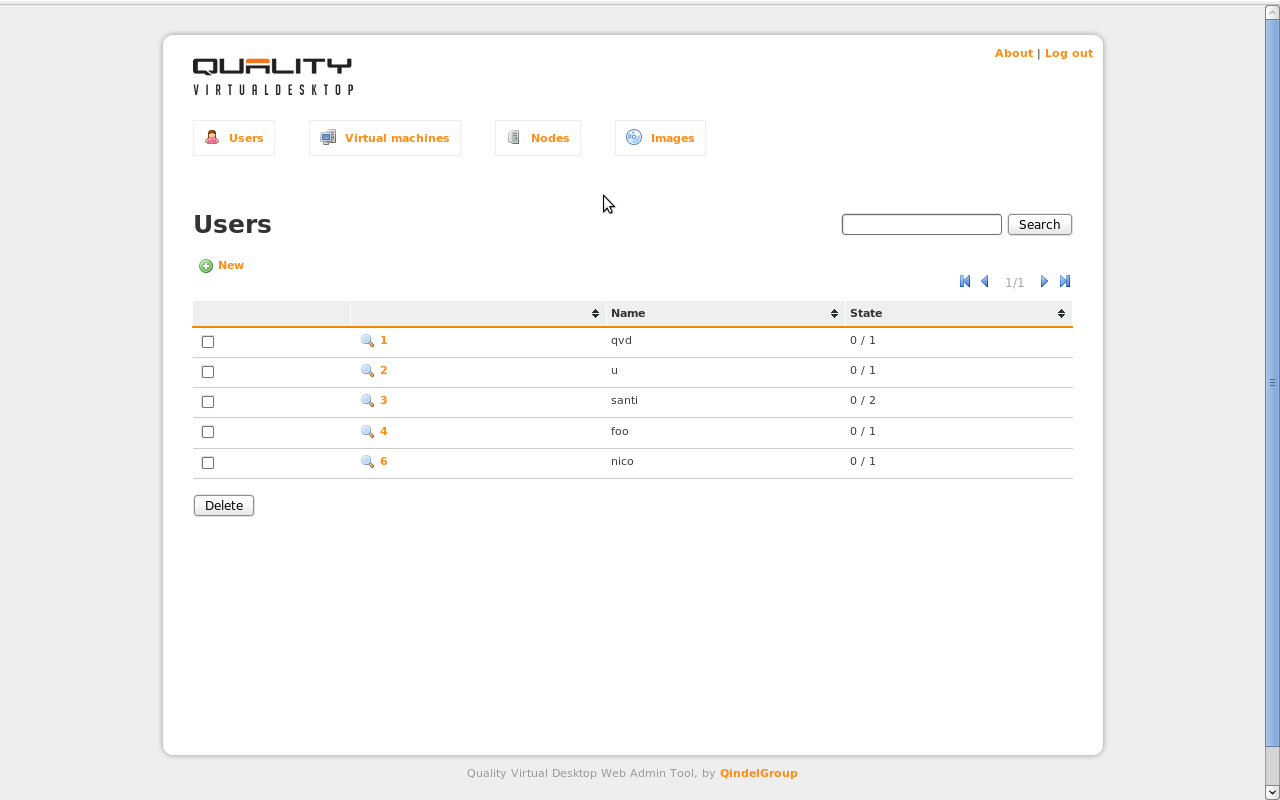 About | Log out
QUALITY
VIRTUALDESKTOP
Users
Virtual machines
Nodes
Images
Users
Search
New
1/1
Name State
1 qvd 0 / 1
2 u 0 / 1
3 santi 0 / 2
4 foo 0 / 1
6 nico 0 / 1
Delete
Quality Virtual Desktop Web Admin Tool, by QindelGroup